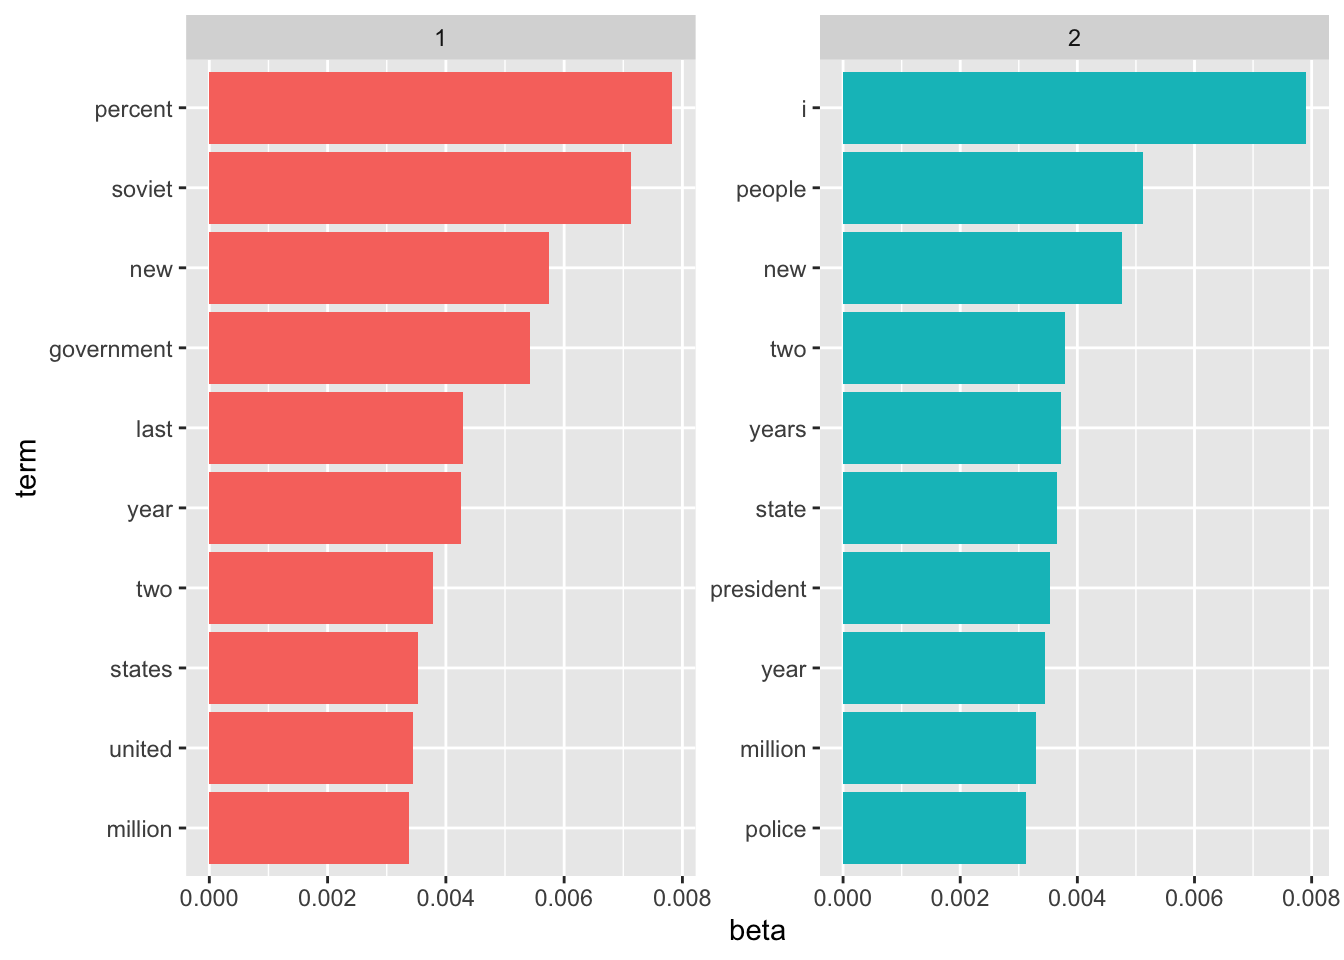 1
percent
soviet
new
government
last
year
two
states
united
million
0.000 0.002 0.004 0.006 0.008
2
i
people
new
two
years
state
president
year
million
police
0.000 0.002 0.004 0.006 0.008
term
beta